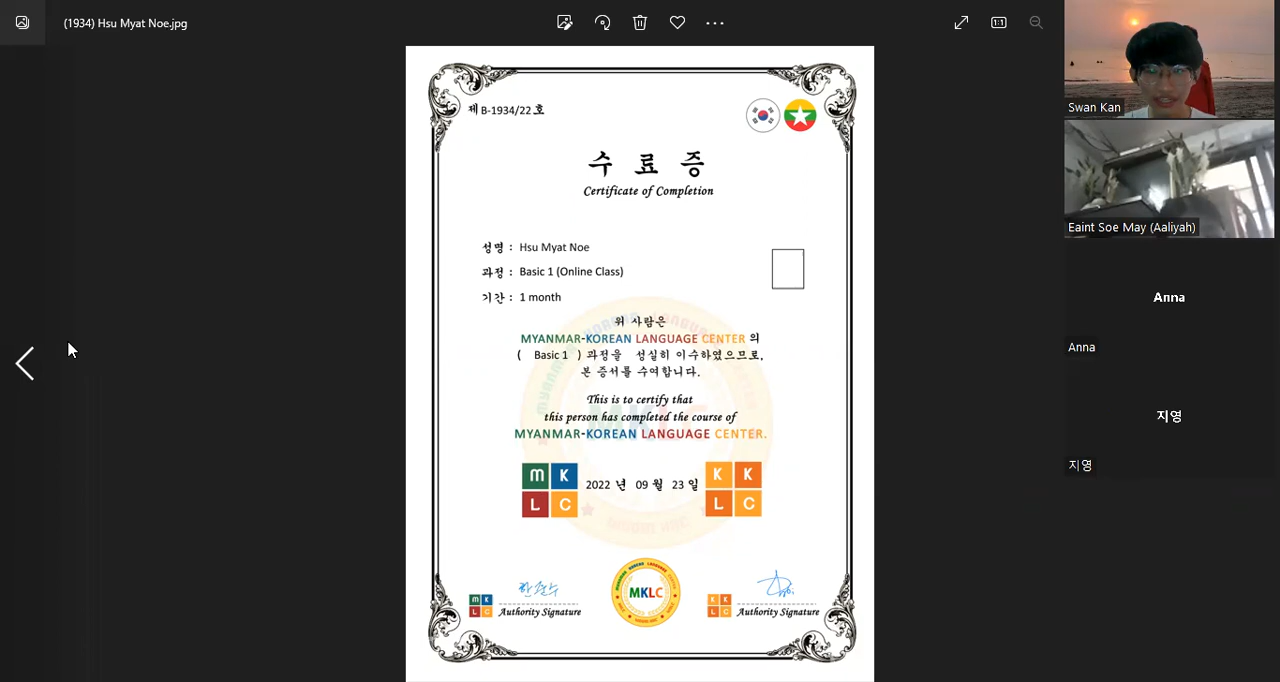 (1934) Hsu Myat Noe.jpg
제 B-1934/22 호
수 료 증
Certificate of Completion
성명 : Hsu Myat Noe
과정 : Basic 1 (Online Class)
기간 : 1 month
위 사람은
MYANMAR-KOREAN LANGUAGE CENTER 의
( Basic 1 ) 과정을 성실히 이수하였으므로,
본 증서를 수여합니다.
This is to certify that
this person has completed the course of
MYANMAR-KOREAN LANGUAGE CENTER.
M K
L C
2022 년 09 월 23 일
K K
L C
M K
L C
Authority Signature
MKLC
K K
L C
Authority Signature
Swan Kan
Eaint Soe May (Aaliyah)
Anna
Anna
지영
지영